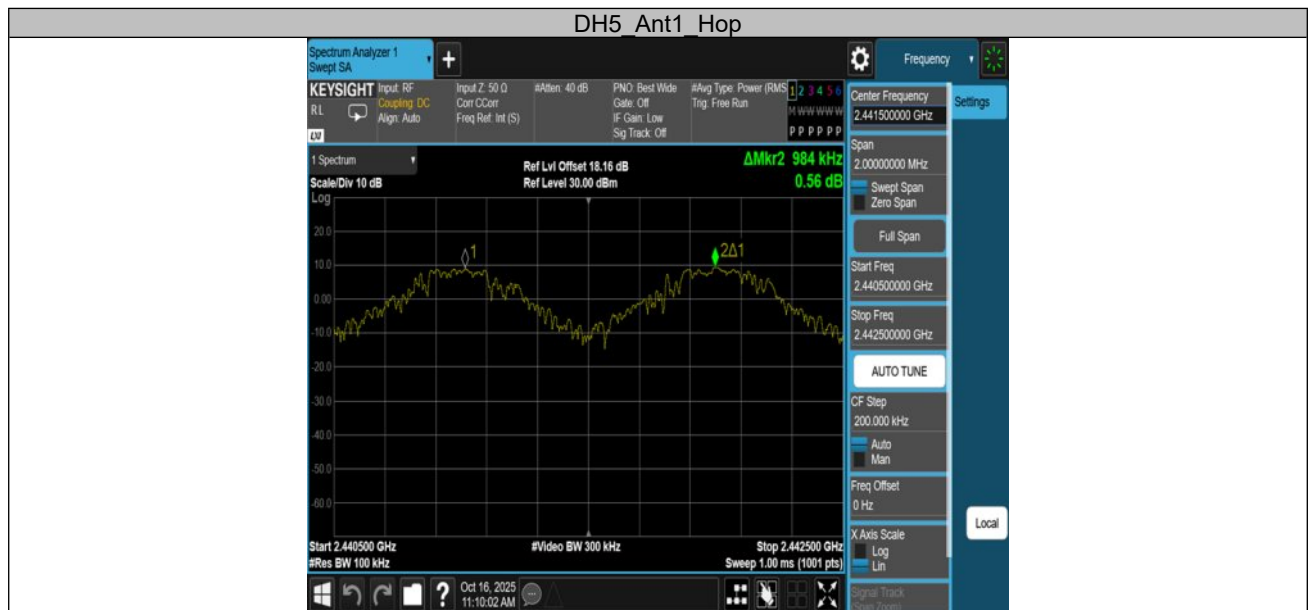 DH5_Ant1_Hop
Spectrum Analyzer 1
Swept SA
+
Frequency
KEYSIGHT
RL
LXI
Input: RF
Coupling: DC
Align: Auto
Input Z: 50 Ω
Corr CCorr
Freq Ref: Int (S)
#Atten: 40 dB
PNO: Best Wide
Gate: Off
IF Gain: Low
Sig Track: Off
#Avg Type: Power (RMS
Trig: Free Run
1 2 3 4 5 6
M W W W W W
P P P P P P
1 Spectrum
Scale/Div 10 dB
Log
Ref Lvl Offset 18.16 dB
Ref Level 30.00 dBm
ΔMkr2 984 kHz
0.56 dB
20.0
10.0
0.00
-10.0
-20.0
-30.0
-40.0
-50.0
-60.0
1
2Δ1
Start 2.440500 GHz
#Res BW 100 kHz
#Video BW 300 kHz
Stop 2.442500 GHz
Sweep 1.00 ms (1001 pts)
Center Frequency
2.441500000 GHz
Settings
Span
2.00000000 MHz
Swept Span
Zero Span
Full Span
Start Freq
2.440500000 GHz
Stop Freq
2.442500000 GHz
AUTO TUNE
CF Step
200.000 kHz
Auto
Man
Freq Offset
0 Hz
X Axis Scale
Log
Lin
Signal Track
(Span Zoom)
Local
?
Oct 16, 2025
11:10:02 AM